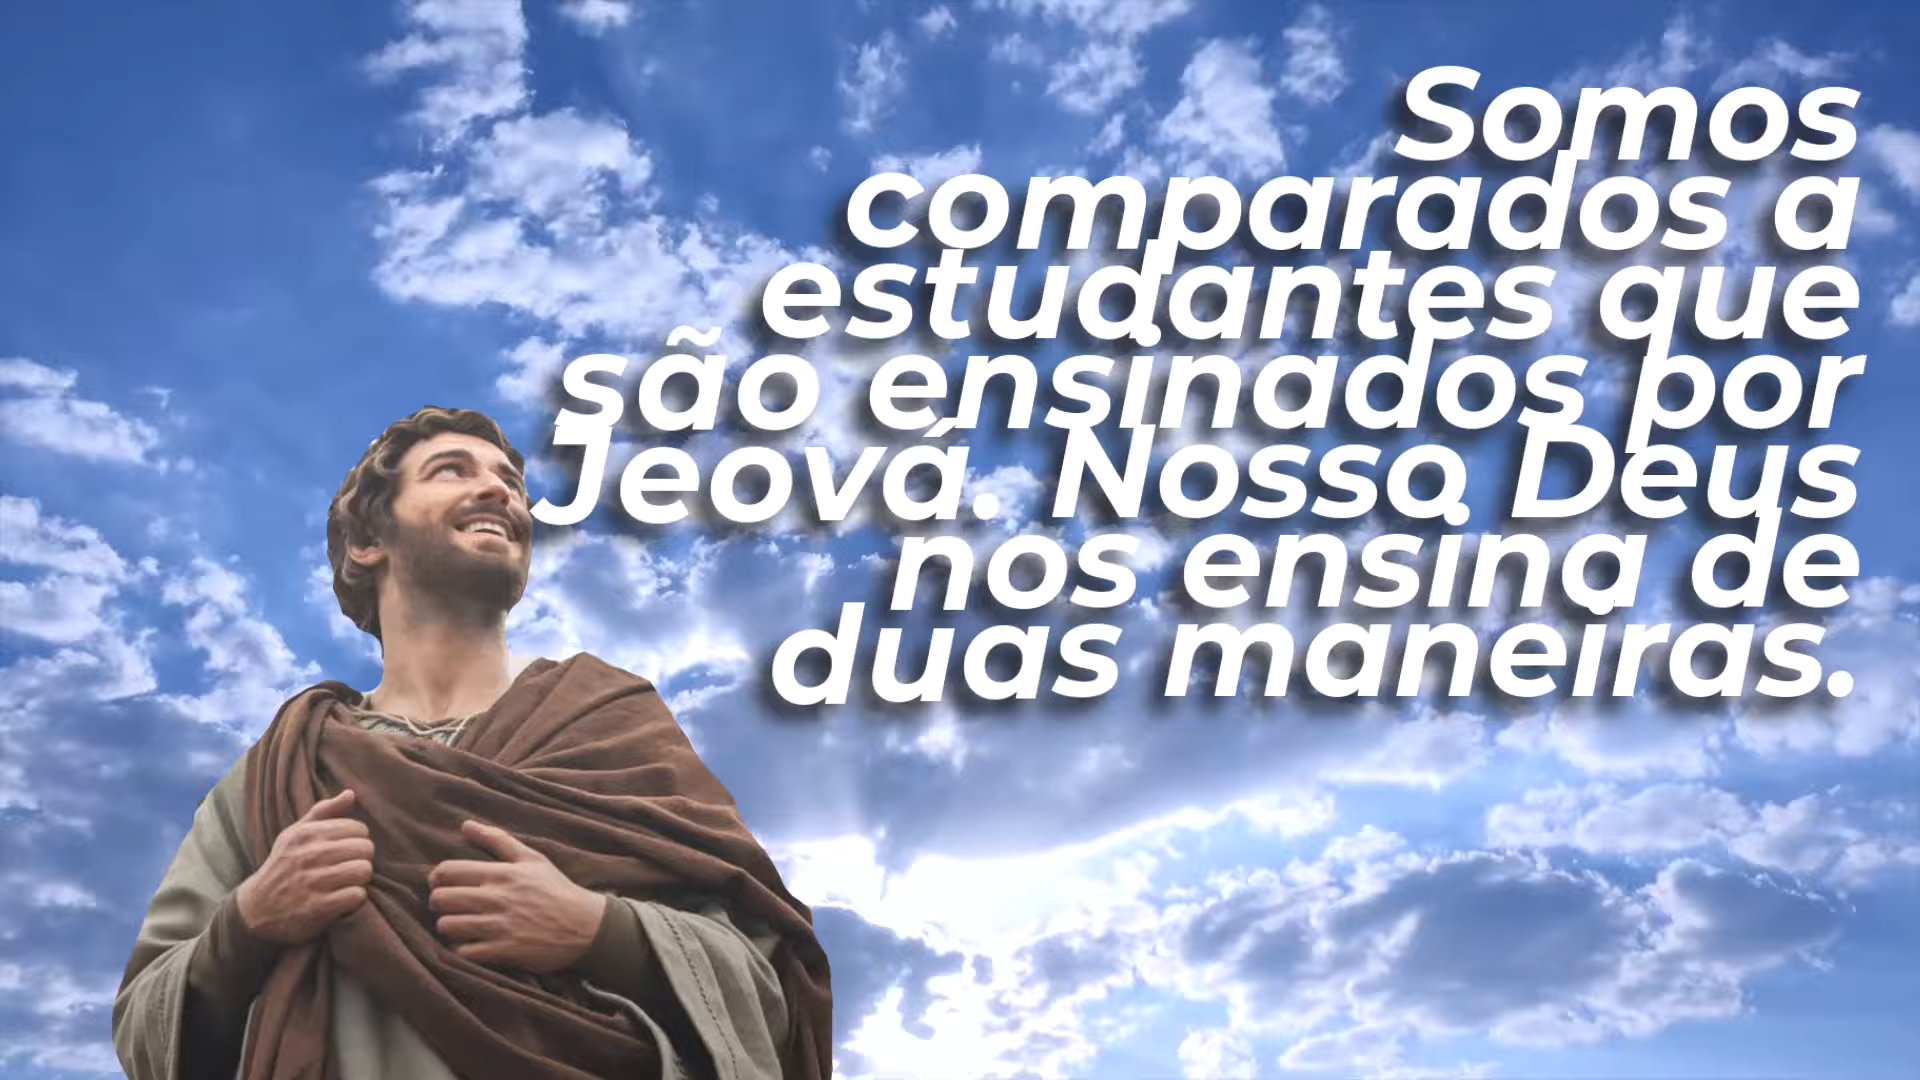 Somos
comparados a
estudantes que
são ensinados por
Jeová. Nosso Deus
nos ensina de
duas maneiras.